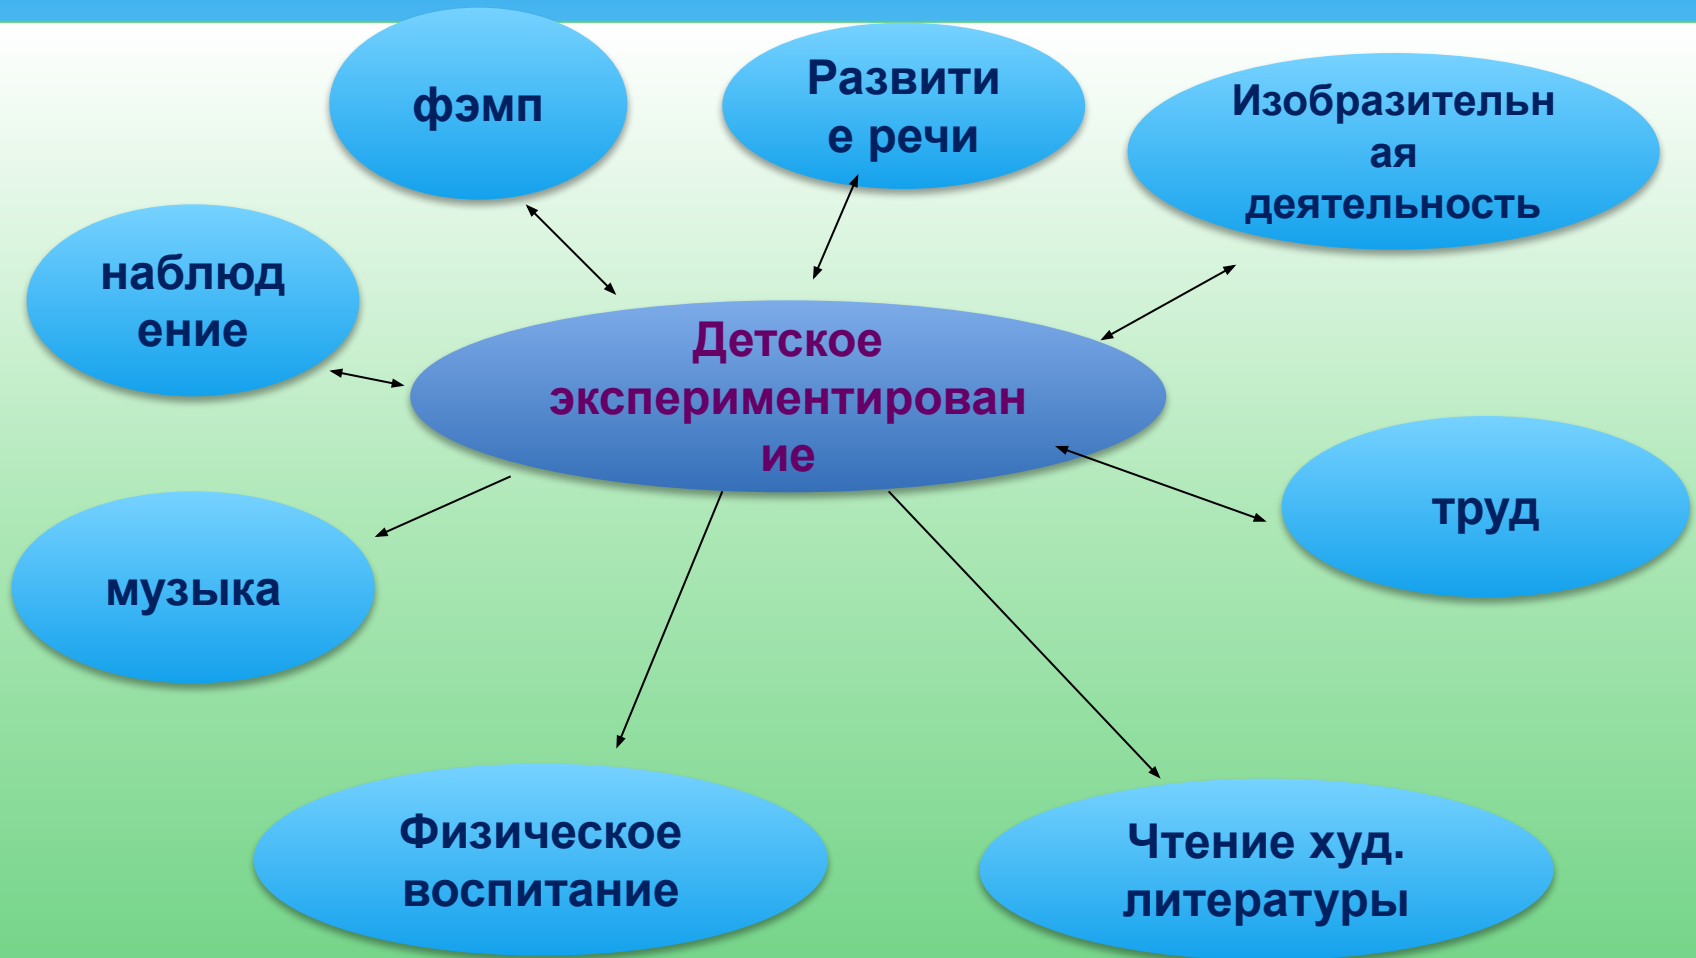 фэмп
Развити
е речи
Изобразительн
ая
деятельность
наблюд
ение
Детское
экспериментирован
ие
труд
музыка
Физическое
воспитание
Чтение худ.
литературы